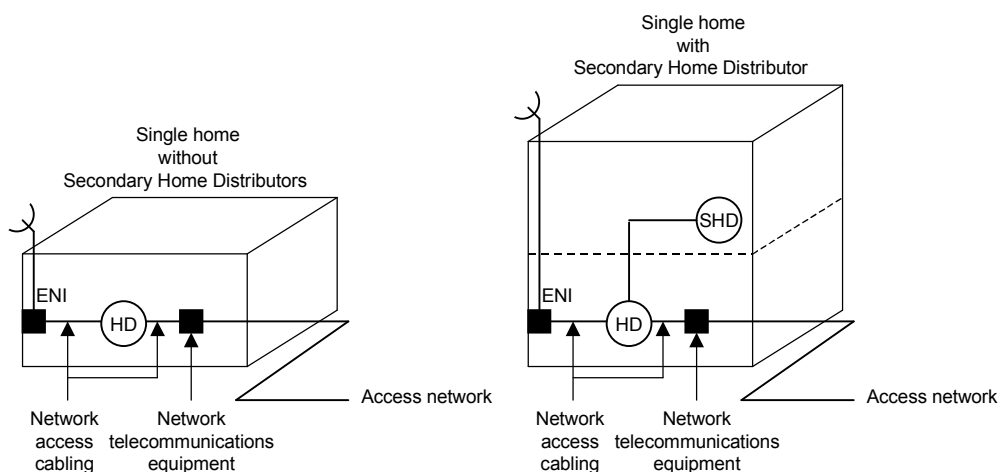 Single home
without
Secondary Home Distributors
ENI
HD
Network
access
cabling
Network
telecommunications
equipment
Access network
Single home
with
Secondary Home Distributor
SHD
ENI
HD
Network
access
cabling
Network
telecommunications
equipment
Access network